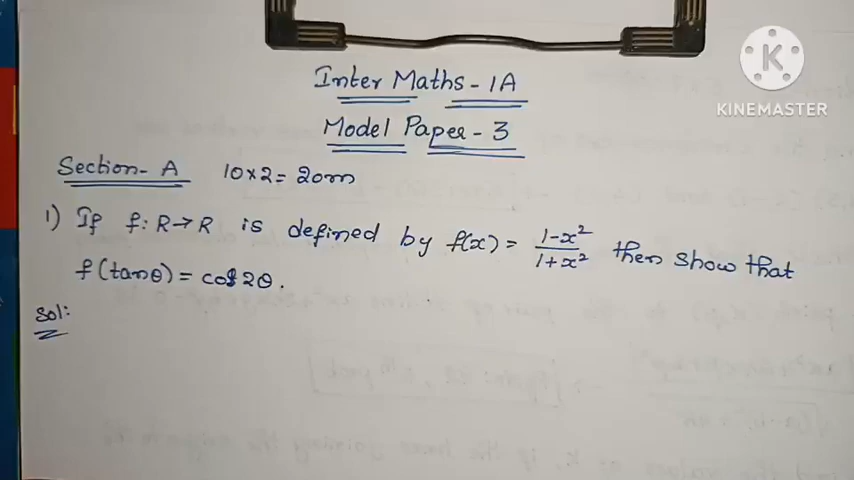 Inter Maths - 1A
KINEMASTER
Model Paper - 3
Section - A 10×2 = 20m
1) If f: R→R is defined by f(x) = 1-x²/1+x² then show that
f(tanθ) = cos2θ.
Sol: